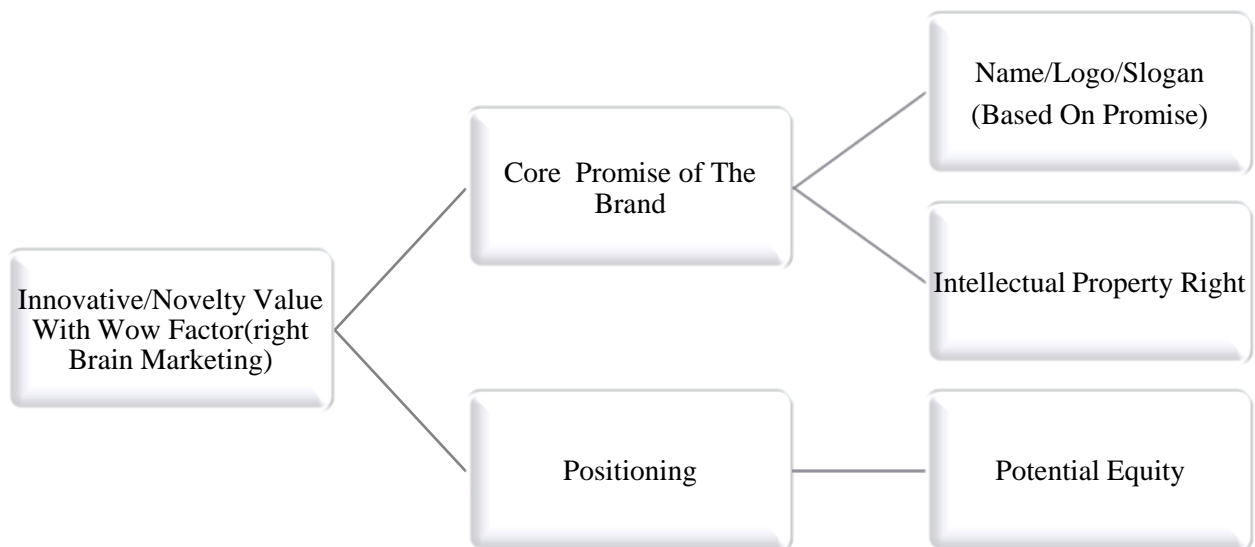 Name/Logo/Slogan
(Based On Promise)
Core Promise of The
Brand
Intellectual Property Right
Innovative/Novelty Value
With Wow Factor(right
Brain Marketing)
Positioning
Potential Equity